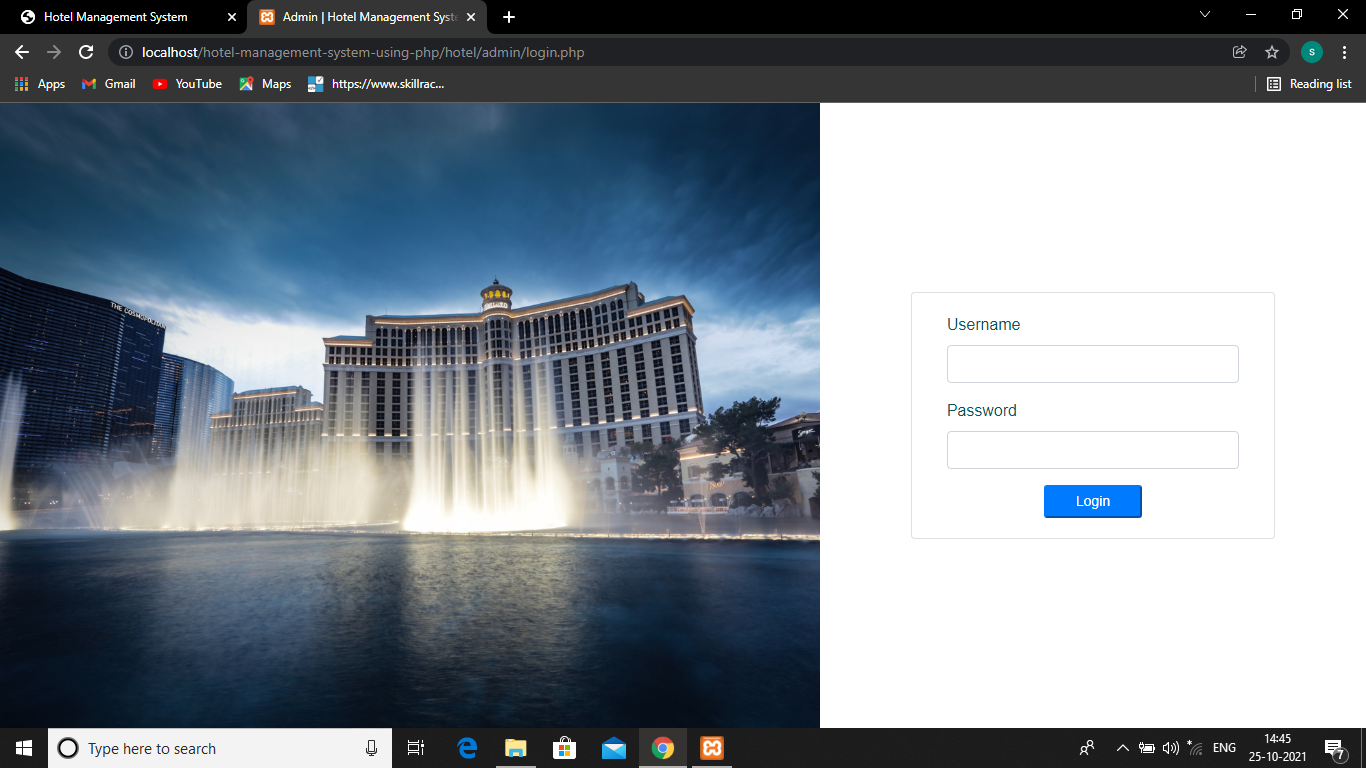 Hotel Management System
Admin | Hotel Management Syste
localhost/hotel-management-system-using-php/hotel/admin/login.php
s
Apps
Gmail
YouTube
Maps
https://www.skillrac...
Reading list
THE COSMOPOLITAN
Username
Password
Login
Type here to search
ENG
14:45
25-10-2021
7